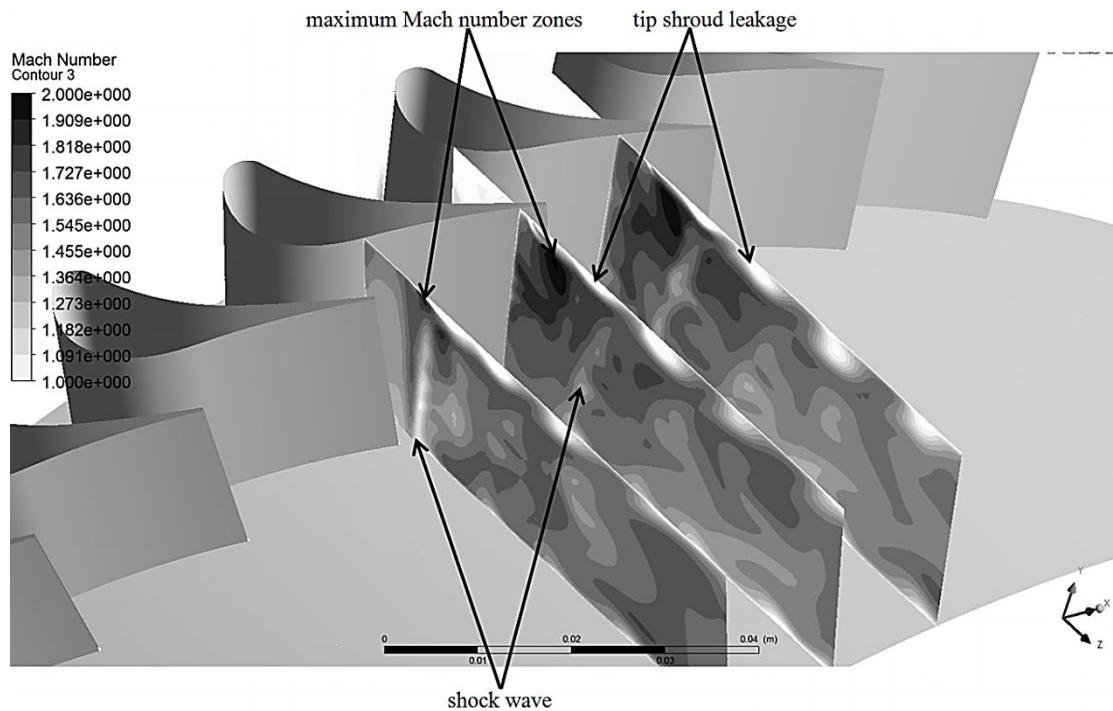 maximum Mach number zones
tip shroud leakage
Mach Number
Contour 3
2.000e+000
1.909e+000
1.818e+000
1.727e+000
1.636e+000
1.545e+000
1.455e+000
1.364e+000
1.273e+000
1.182e+000
1.091e+000
1.000e+000
Y
X
Z
0 0.02 0.04 (m)
0.01 0.03
shock wave